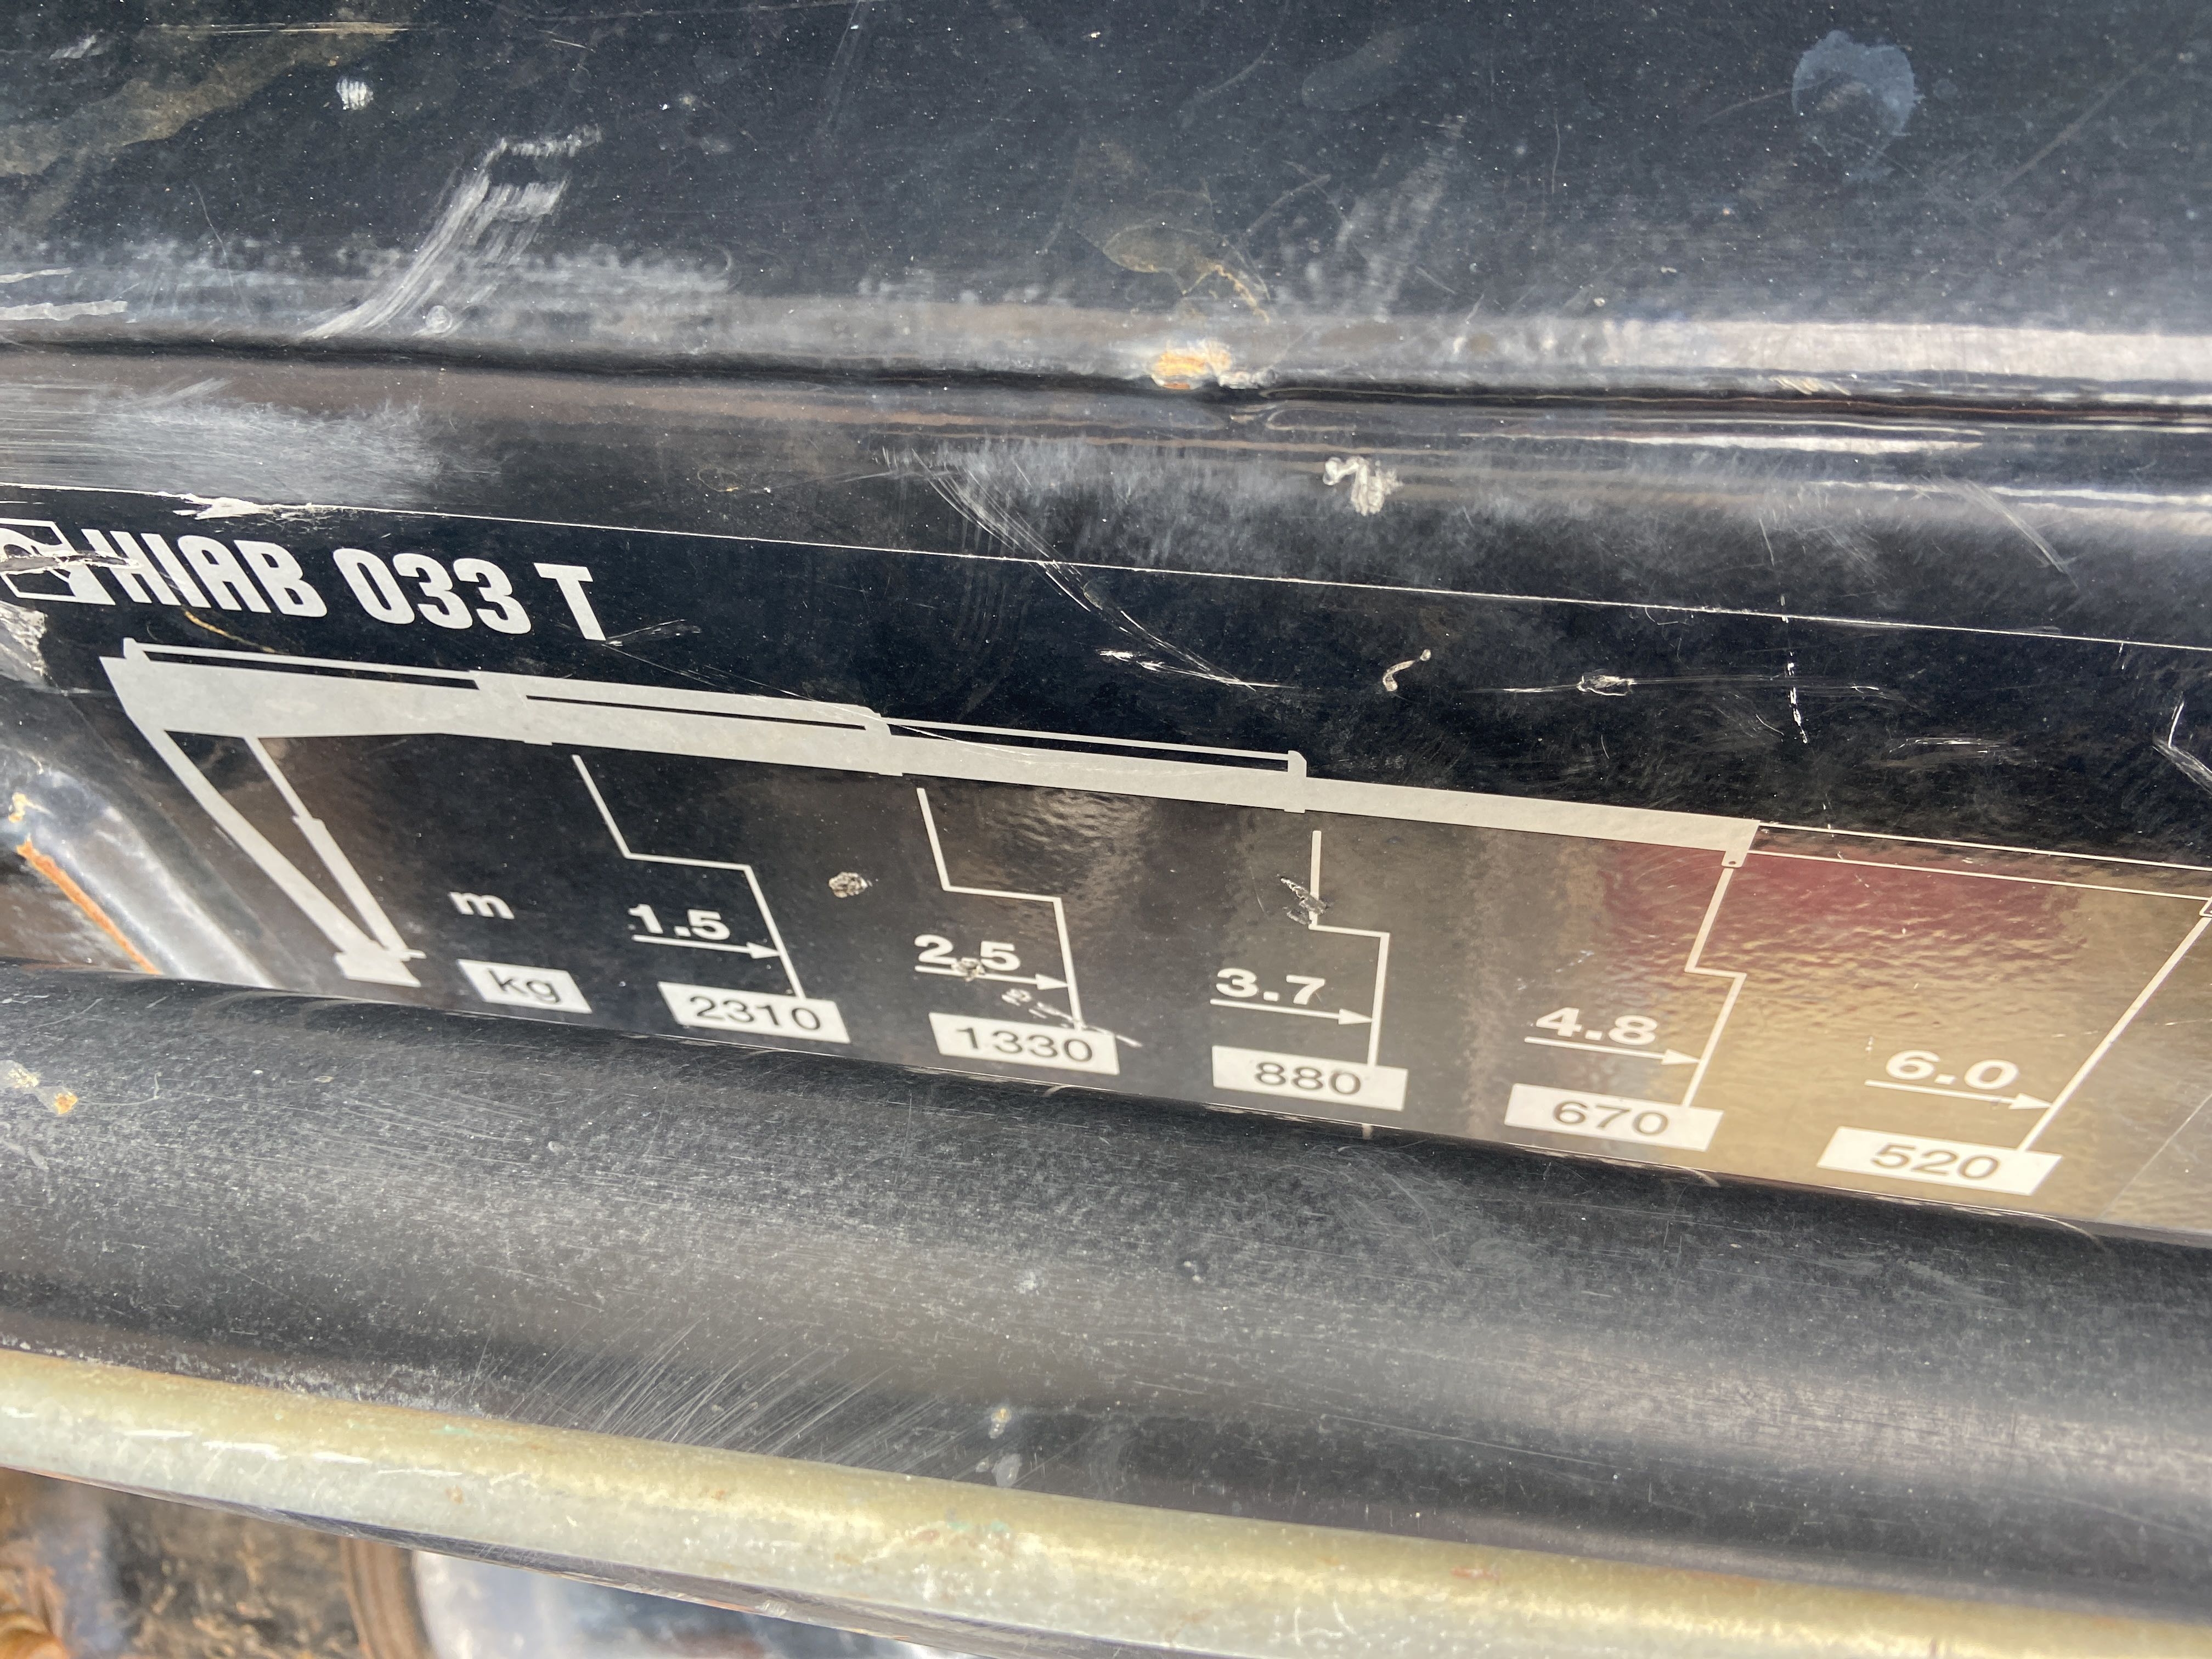 HIAB 033 T
m 1.5 2.5 3.7 4.8 6.0
kg 2310 1330 880 670 520